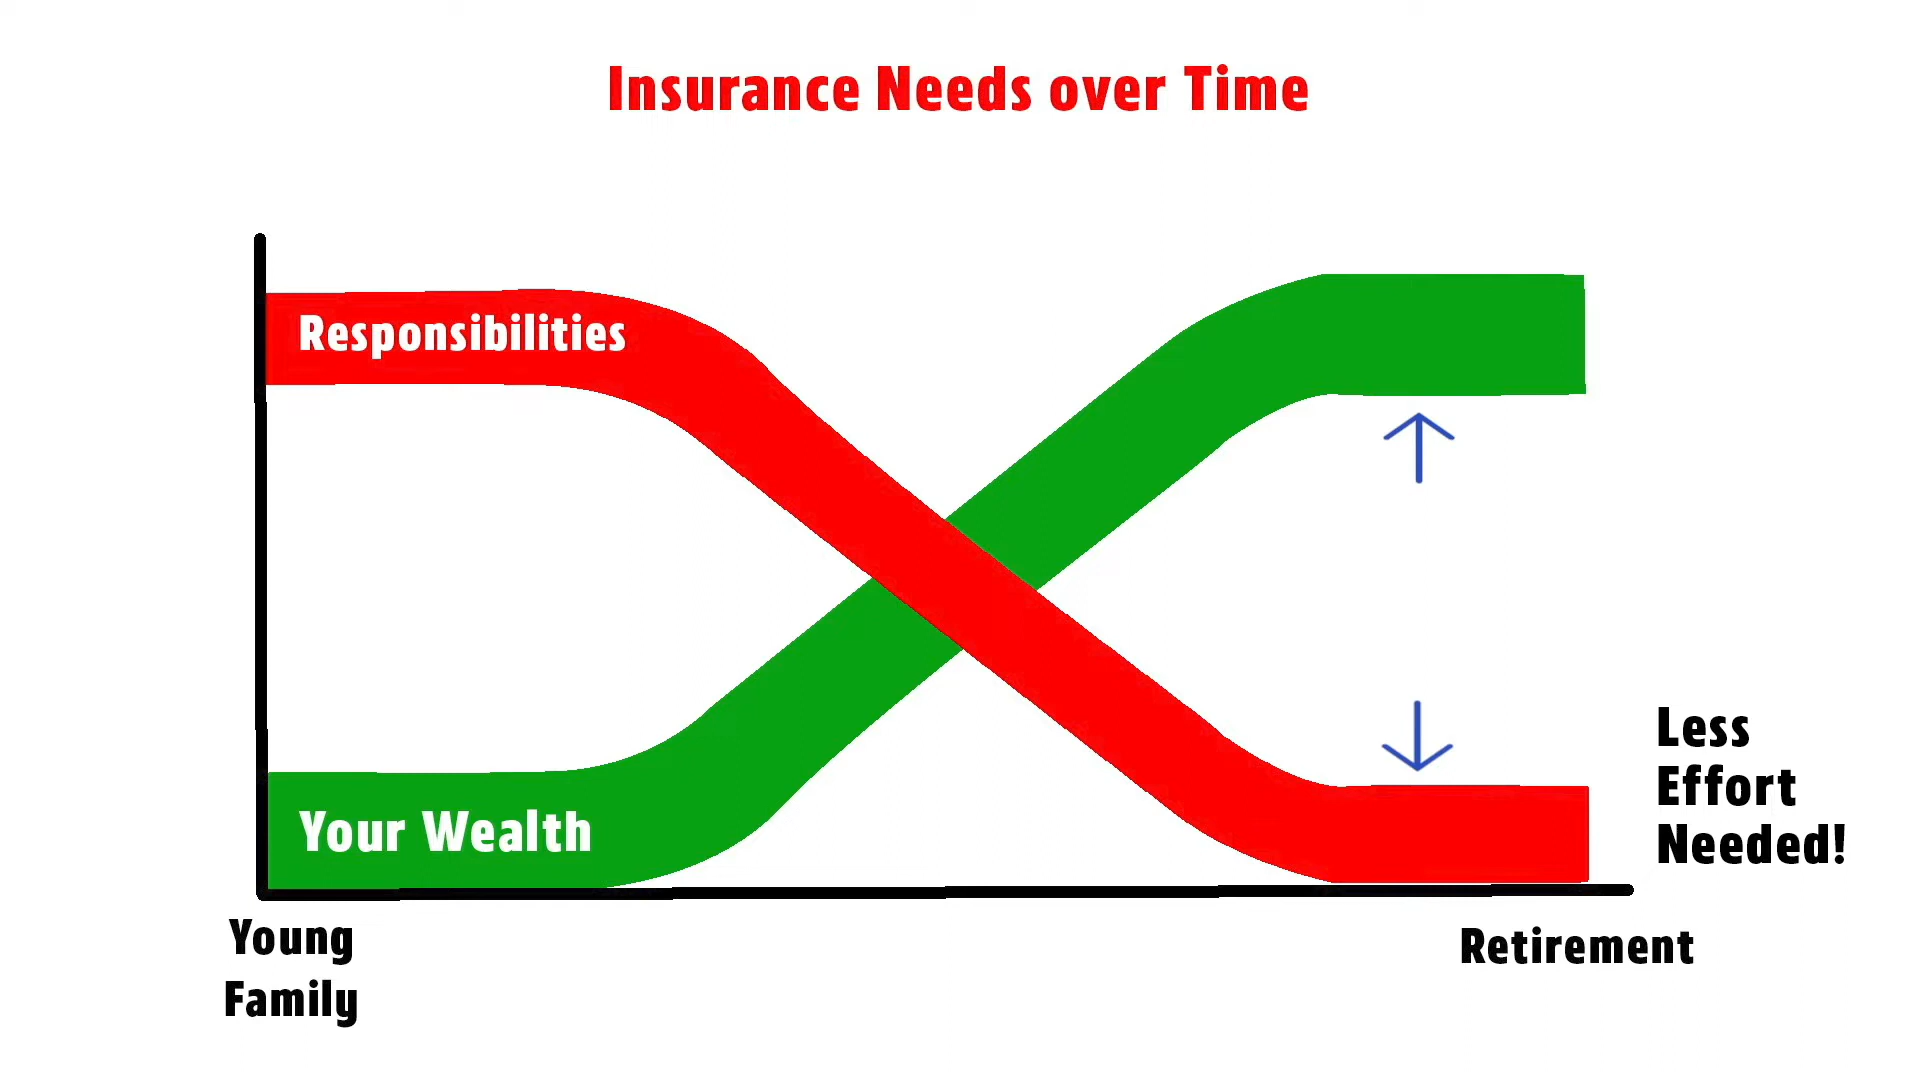 Insurance Needs over Time
Responsibilities
Your Wealth
Less
Effort
Needed!
Young
Family
Retirement